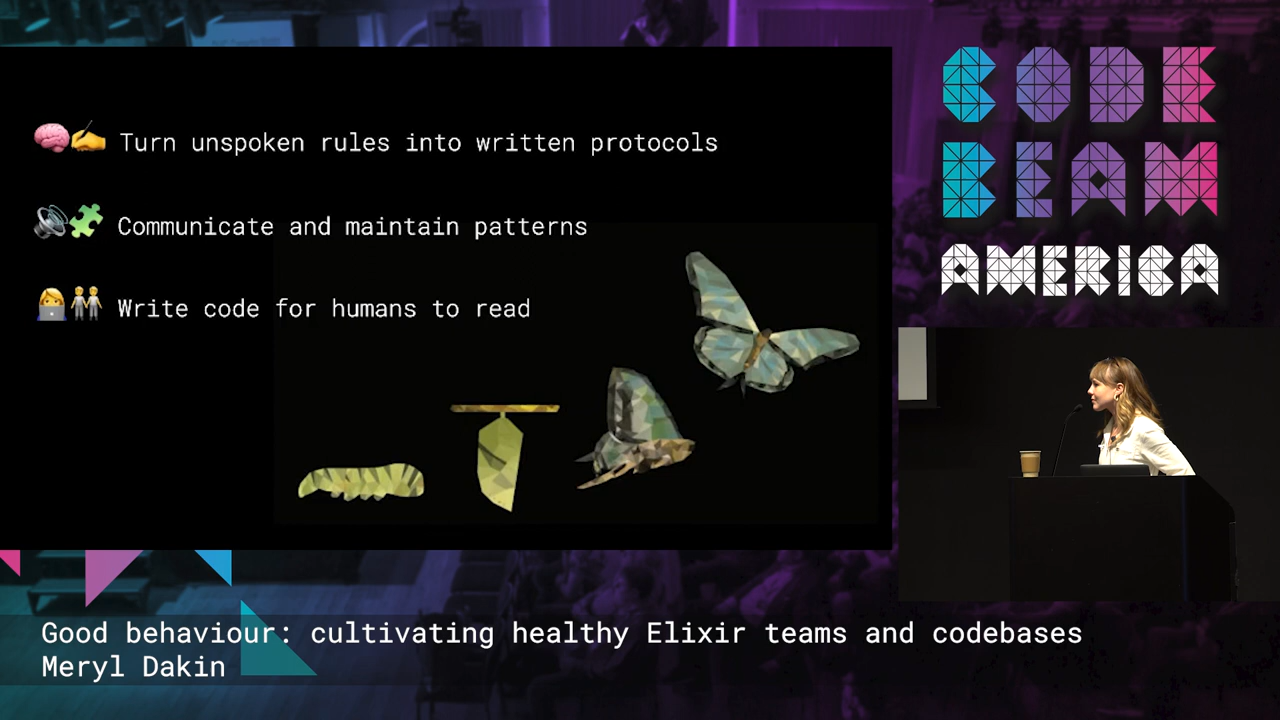 Turn unspoken rules into written protocols
Communicate and maintain patterns
Write code for humans to read
CODE
BEAM
AMERICA
Good behaviour: cultivating healthy Elixir teams and codebases
Meryl Dakin